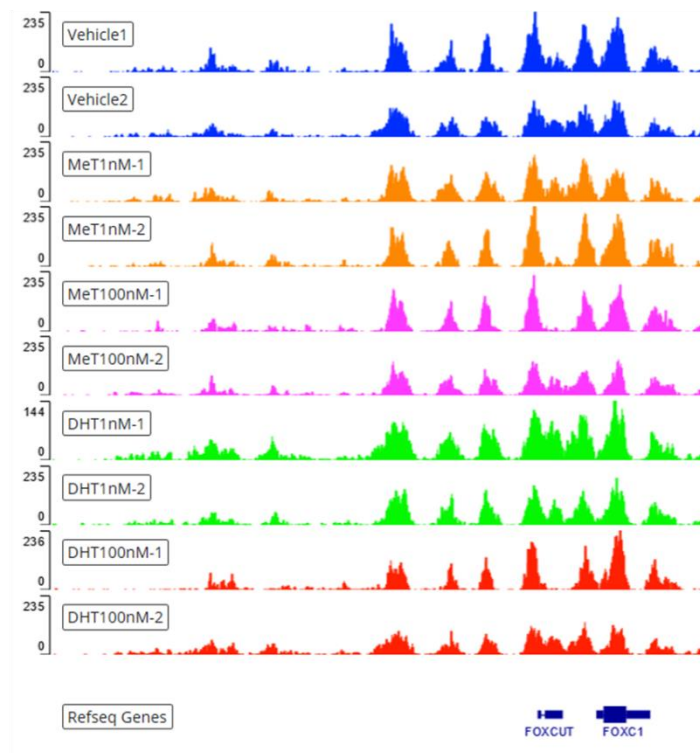 235
Vehicle1
0
235
Vehicle2
0
235
MeT1nM-1
0
235
MeT1nM-2
0
235
MeT100nM-1
0
235
MeT100nM-2
0
144
DHT1nM-1
0
235
DHT1nM-2
0
236
DHT100nM-1
0
235
DHT100nM-2
0
Refseq Genes
FOXCUT FOXC1